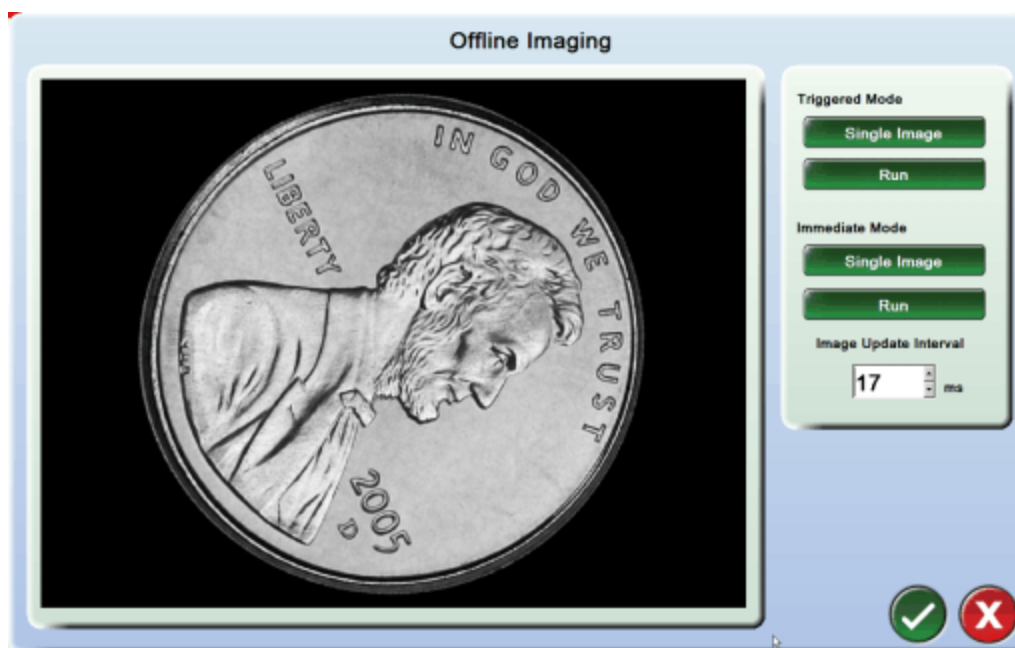 Offline Imaging
IN GOD WE TRUST
LIBERTY
2005
D
Triggered Mode
Single Image
Run
Immediate Mode
Single Image
Run
Image Update Interval
17 ms